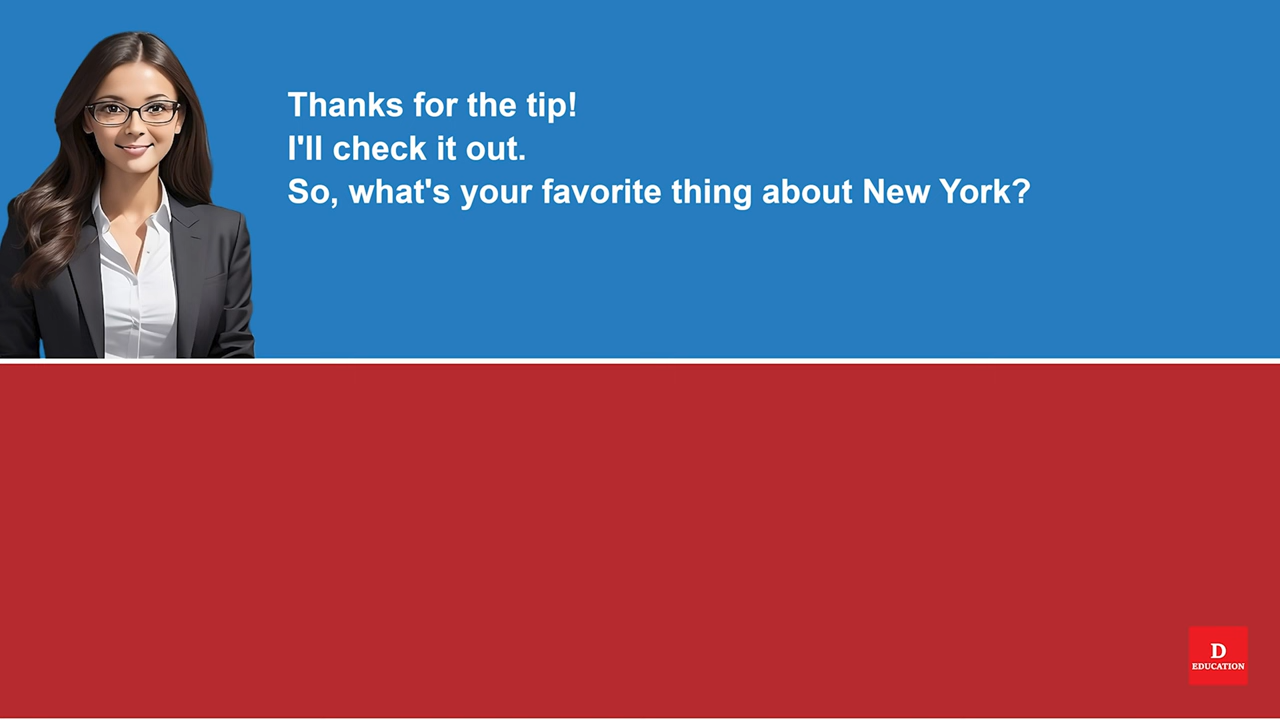 Thanks for the tip!
I'll check it out.
So, what's your favorite thing about New York?
D
EDUCATION